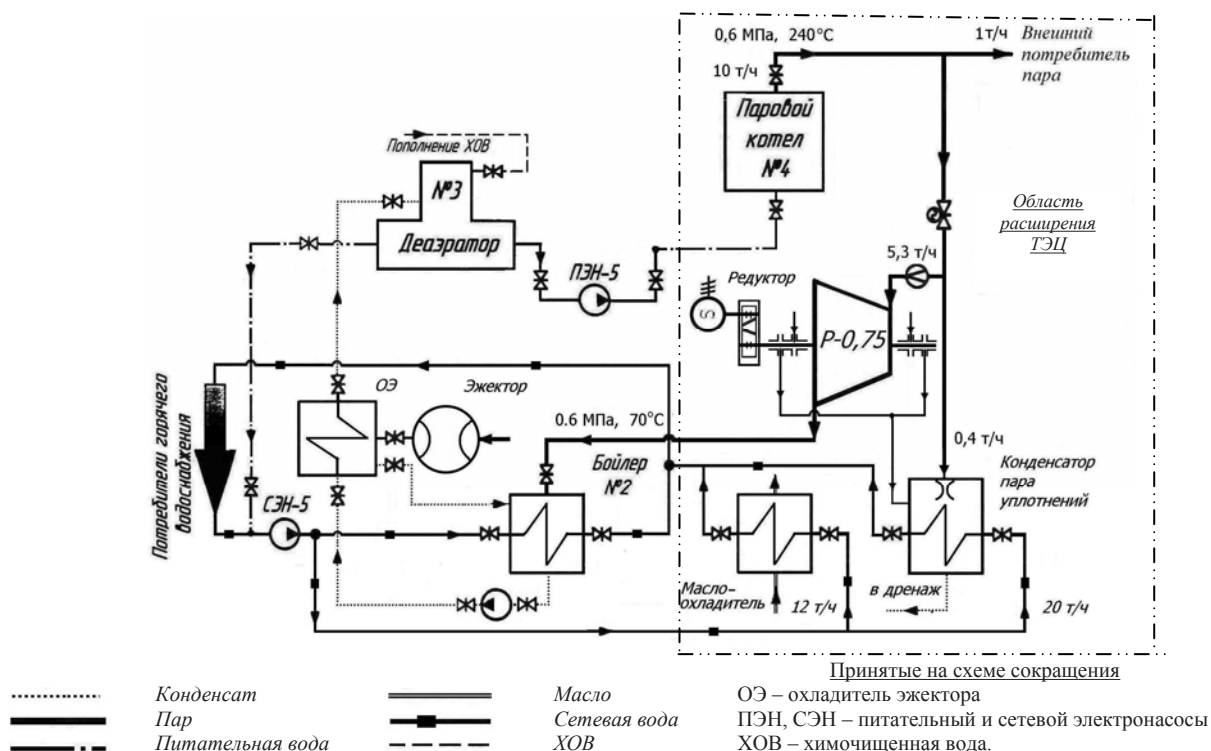 0,6 МПа, 240°С
1т/ч
Внешний
потребитель
пара
10 т/ч
Паровой
котел
№4
Пополнение ХОВ
№3
Деаэратор
ПЭН-5
Область
расширения
ТЭЦ
5,3 т/ч
Редуктор
S
Р-0,75
ОЭ
Эжектор
0.6 МПа, 70°С
Бойлер
№2
0,4 т/ч
Конденсатор
пара
уплотнений
Потребители горячего
водоснабжения
СЭН-5
Масло-
охладитель
12 т/ч
в дренаж
20 т/ч
Принятые на схеме сокращения
Конденсат
Масло
ОЭ – охладитель эжектора
Пар
Сетевая вода
ПЭН, СЭН – питательный и сетевой электронасосы
Питательная вода
ХОВ
ХОВ – химочищенная вода.